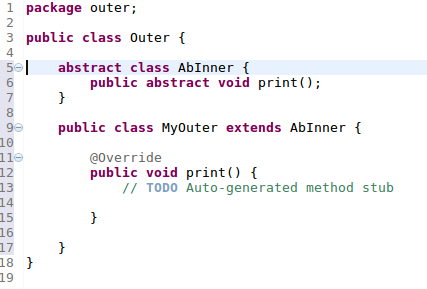 1 package outer;
2
3 public class Outer {
4
5 abstract class AbInner {
6 public abstract void print();
7 }
8
9 public class MyOuter extends AbInner {
10
11 @Override
12 public void print() {
13 // TODO Auto-generated method stub
14
15 }
16
17 }
18 }
19